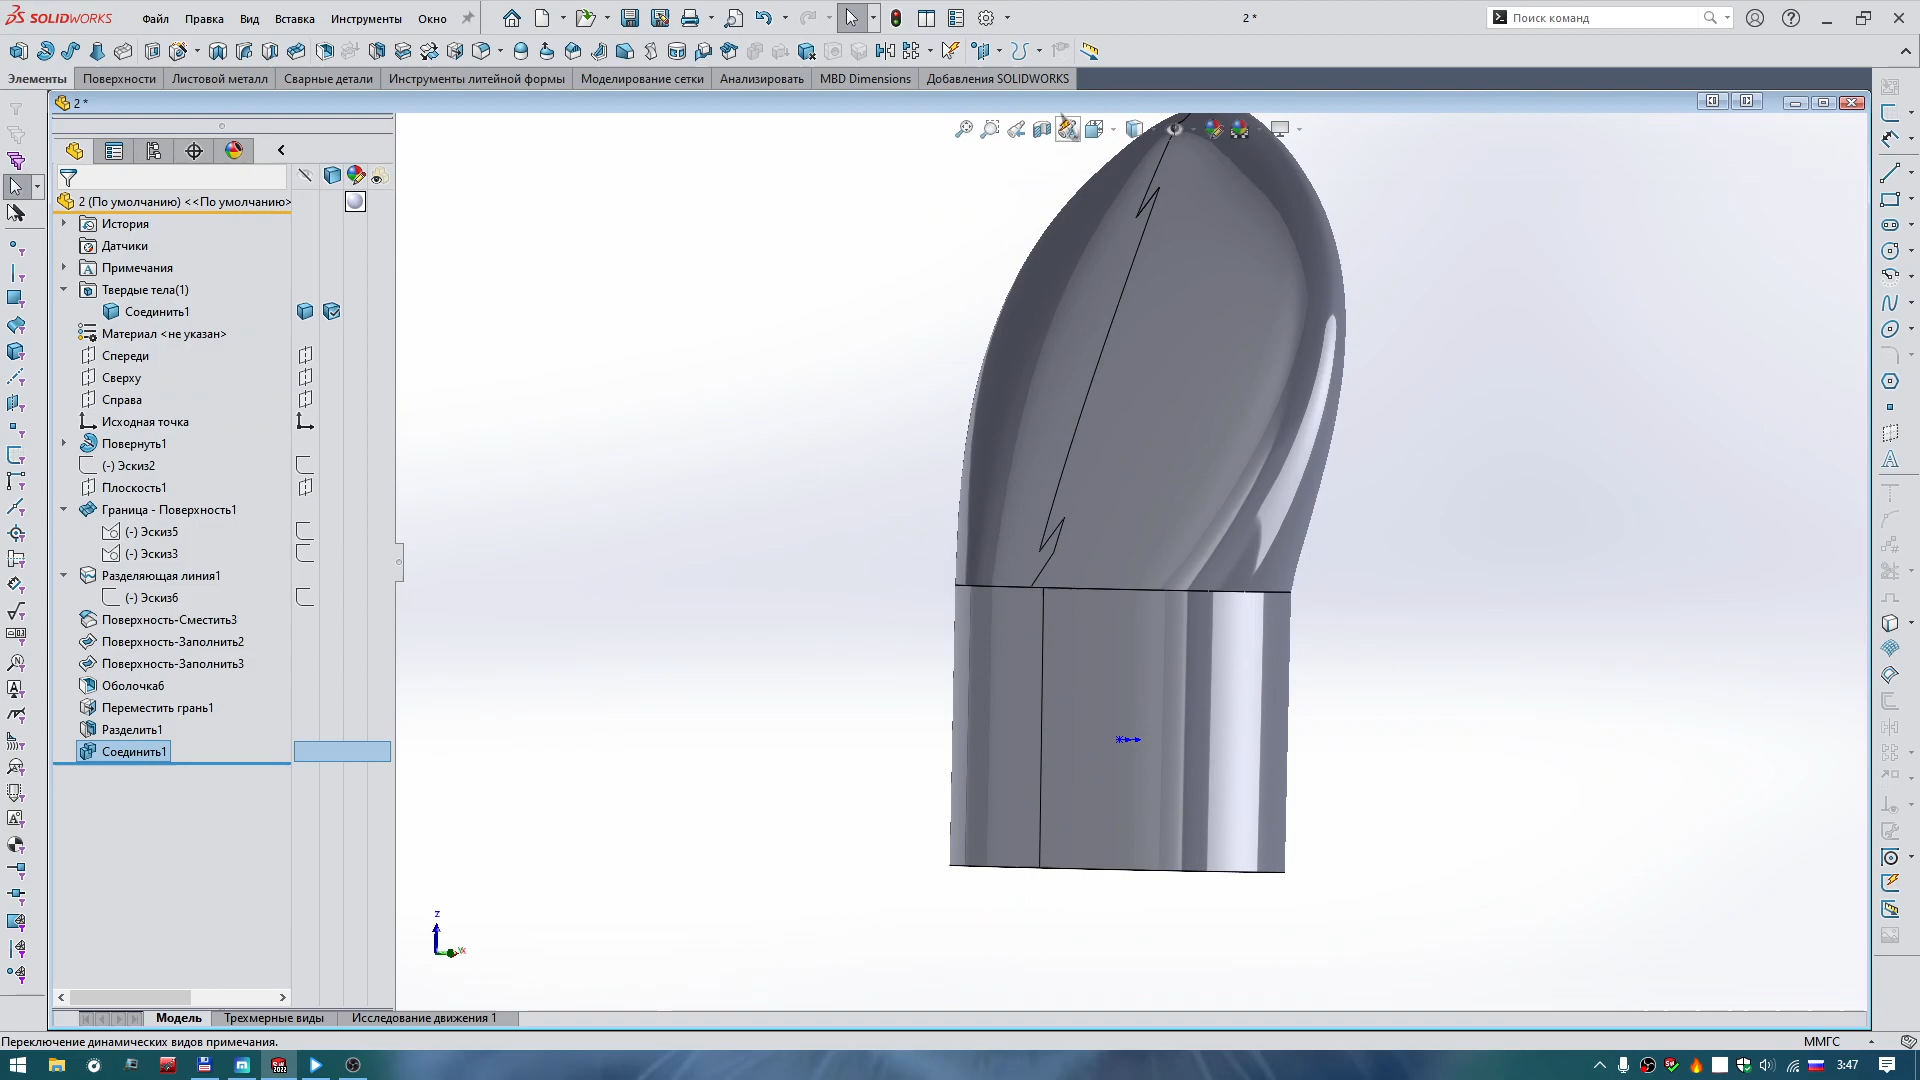 SOLIDWORKS
Файл Правка Вид Вставка Инструменты Окно
2 *
Поиск команд
Элементы Поверхности Листовой металл Сварные детали Инструменты литейной формы Моделирование сетки Анализировать MBD Dimensions Добавления SOLIDWORKS
2 *
2 (По умолчанию) <<По умолчанию>
История
Датчики
Примечания
Твердые тела(1)
Соединить1
Материал <не указан>
Спереди
Сверху
Справа
Исходная точка
Повернуть1
(-) Эскиз2
Плоскость1
Граница - Поверхность1
(-) Эскиз5
(-) Эскиз3
Разделяющая линия1
(-) Эскиз6
Поверхность-Сместить3
Поверхность-Заполнить2
Поверхность-Заполнить3
Оболочка6
Переместить грань1
Разделить1
Соединить1
Z
Модель Трехмерные виды Исследование движения 1
Переключение динамических видов примечания.
ММГС
3:47